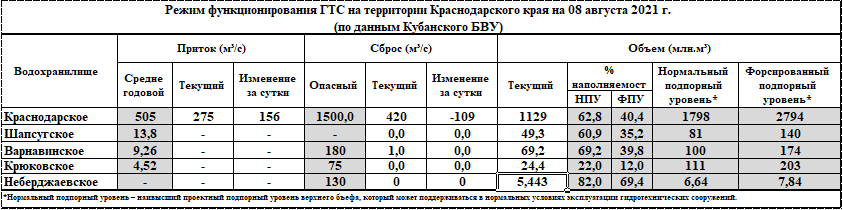 Режим функционирования ГТС на территории Краснодарского края на 08 августа 2021 г.
(по данным Кубанского БВУ)
Водохранилище Приток (м³/с) Сброс (м³/с) Объем (млн.м³)
Средне годовой Текущий Изменение за сутки Опасный Текущий Изменение за сутки Текущий % наполняемост НПУ ФПУ Нормальный подпорный уровень* Форсированный подпорный уровень*
Краснодарское 505 275 156 1500,0 420 -109 1129 62,8 40,4 1798 2794
Шапсугское 13,8 - - - 0,0 0,0 49,3 60,9 35,2 81 140
Варнавинское 9,26 - - 180 1,0 0,0 69,2 69,2 39,8 100 174
Крюковское 4,52 - - 75 0,0 0,0 24,4 22,0 12,0 111 203
Неберджаевское - - - 130 0 0 5,443 82,0 69,4 6,64 7,84
*Нормальный подпорный уровень – наивысший проектный подпорный уровень верхнего бьефа, который может поддерживаться в нормальных условиях эксплуатации гидротехнических сооружений.